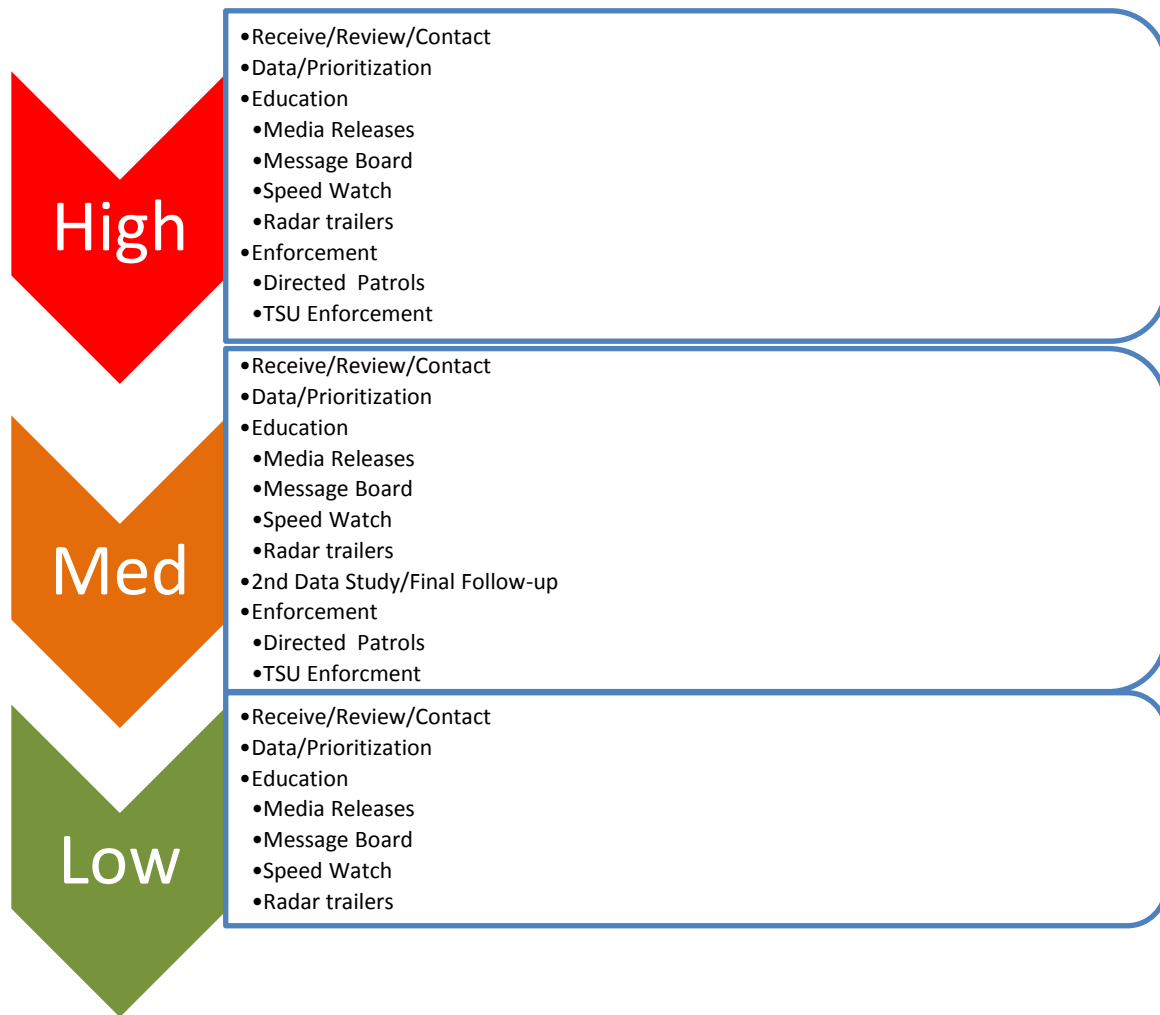 High
•Receive/Review/Contact
•Data/Prioritization
•Education
•Media Releases
•Message Board
•Speed Watch
•Radar trailers
•Enforcement
•Directed  Patrols
•TSU Enforcement
Med
•Receive/Review/Contact
•Data/Prioritization
•Education
•Media Releases
•Message Board
•Speed Watch
•Radar trailers
•2nd Data Study/Final Follow-up
•Enforcement
•Directed  Patrols
•TSU Enforcment
Low
•Receive/Review/Contact
•Data/Prioritization
•Education
•Media Releases
•Message Board
•Speed Watch
•Radar trailers